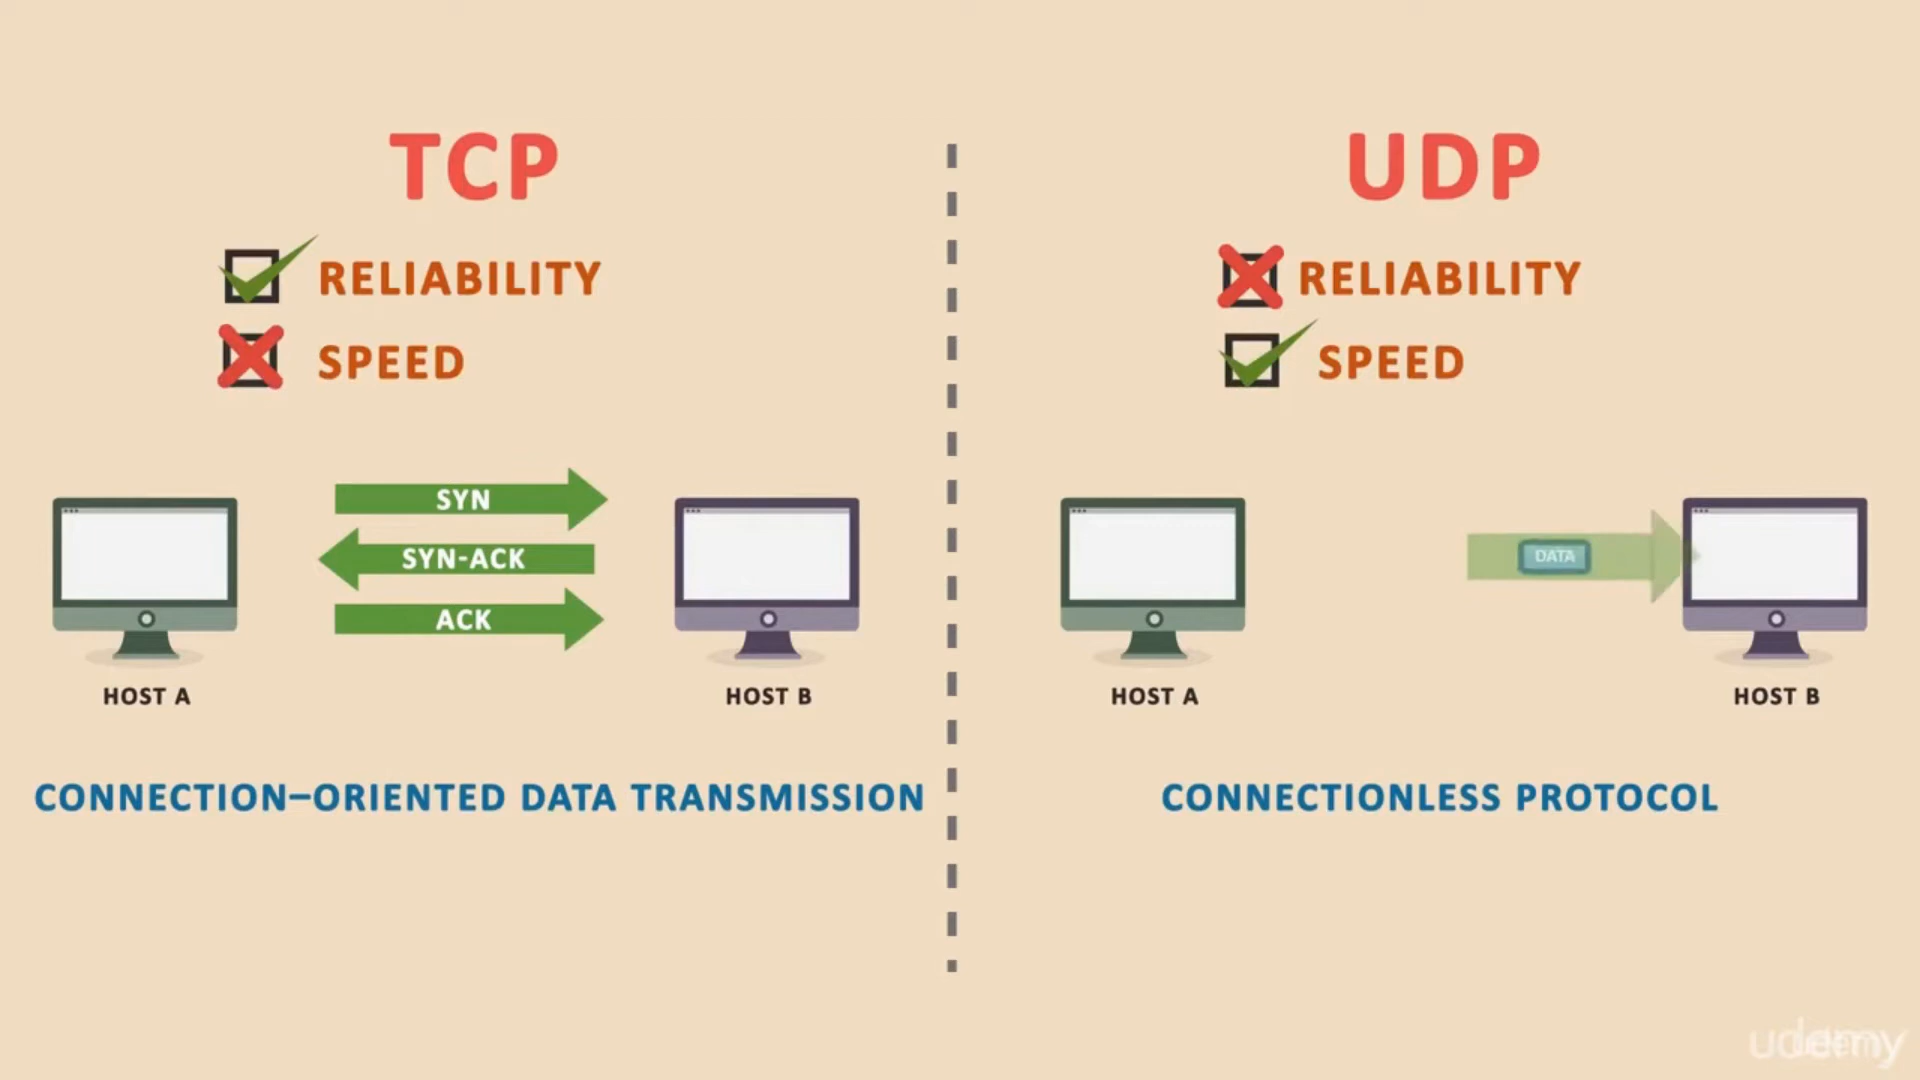 TCP
RELIABILITY
SPEED
SYN
SYN-ACK
ACK
HOST A
HOST B
CONNECTION–ORIENTED DATA TRANSMISSION
UDP
RELIABILITY
SPEED
DATA
HOST A
HOST B
CONNECTIONLESS PROTOCOL
udemy